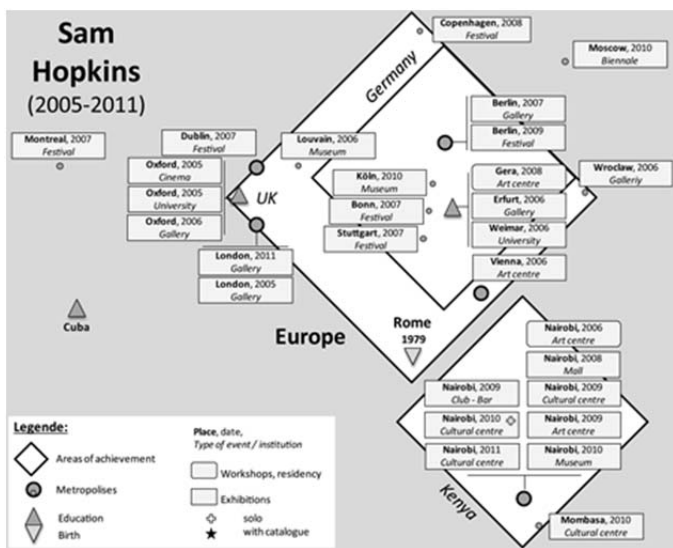 Sam
Hopkins
(2005-2011)
Copenhagen, 2008
Festival
Moscow, 2010
Biennale
Germany
Berlin, 2007
Gallery
Berlin, 2009
Festival
Montreal, 2007
Festival
Dublin, 2007
Festival
Louvain, 2006
Museum
Oxford, 2005
Cinema
Oxford, 2005
University
Oxford, 2006
Gallery
UK
Köln, 2010
Museum
Bonn, 2007
Festival
Stuttgart, 2007
Festival
Gera, 2008
Art centre
Erfurt, 2006
Gallery
Weimar, 2006
University
Wroclaw, 2006
Galleriy
London, 2011
Gallery
London, 2005
Gallery
Vienna, 2006
Art centre
Cuba
Europe
Rome
1979
Nairobi, 2006
Art centre
Nairobi, 2008
Mall
Nairobi, 2009
Club - Bar
Nairobi, 2009
Cultural centre
Nairobi, 2010
Cultural centre
Nairobi, 2009
Art centre
Nairobi, 2011
Cultural centre
Nairobi, 2010
Museum
Kenya
Mombasa, 2010
Cultural centre
Legende:
Areas of achievement
Metropolises
Education
Birth
Place, date,
Type of event / institution
Workshops, residency
Exhibitions
solo
with catalogue